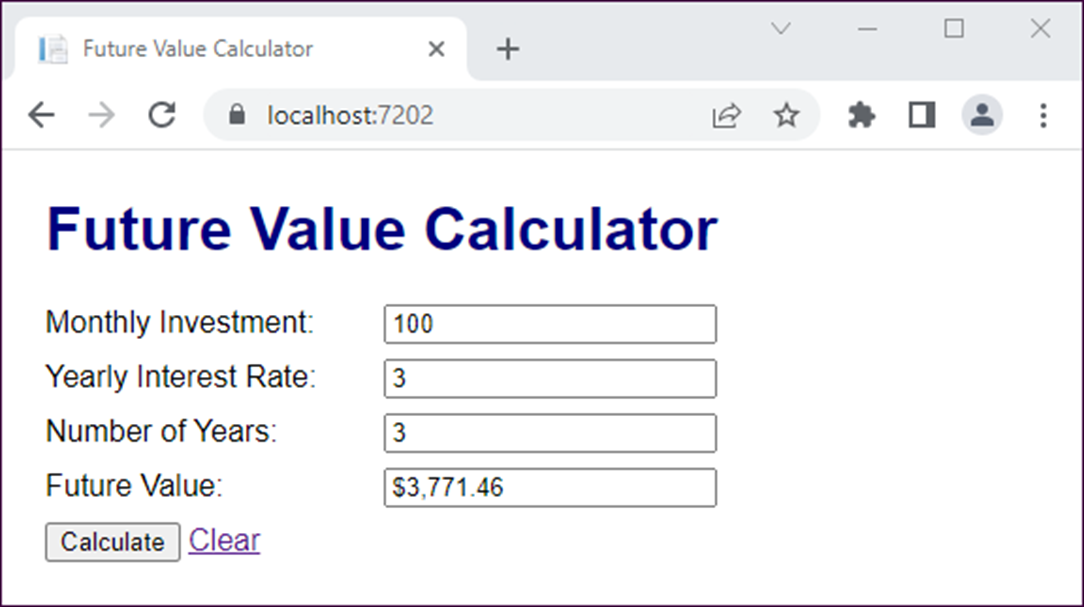 Future Value Calculator
localhost:7202
Future Value Calculator
Monthly Investment: 100
Yearly Interest Rate: 3
Number of Years: 3
Future Value: $3,771.46
Calculate Clear